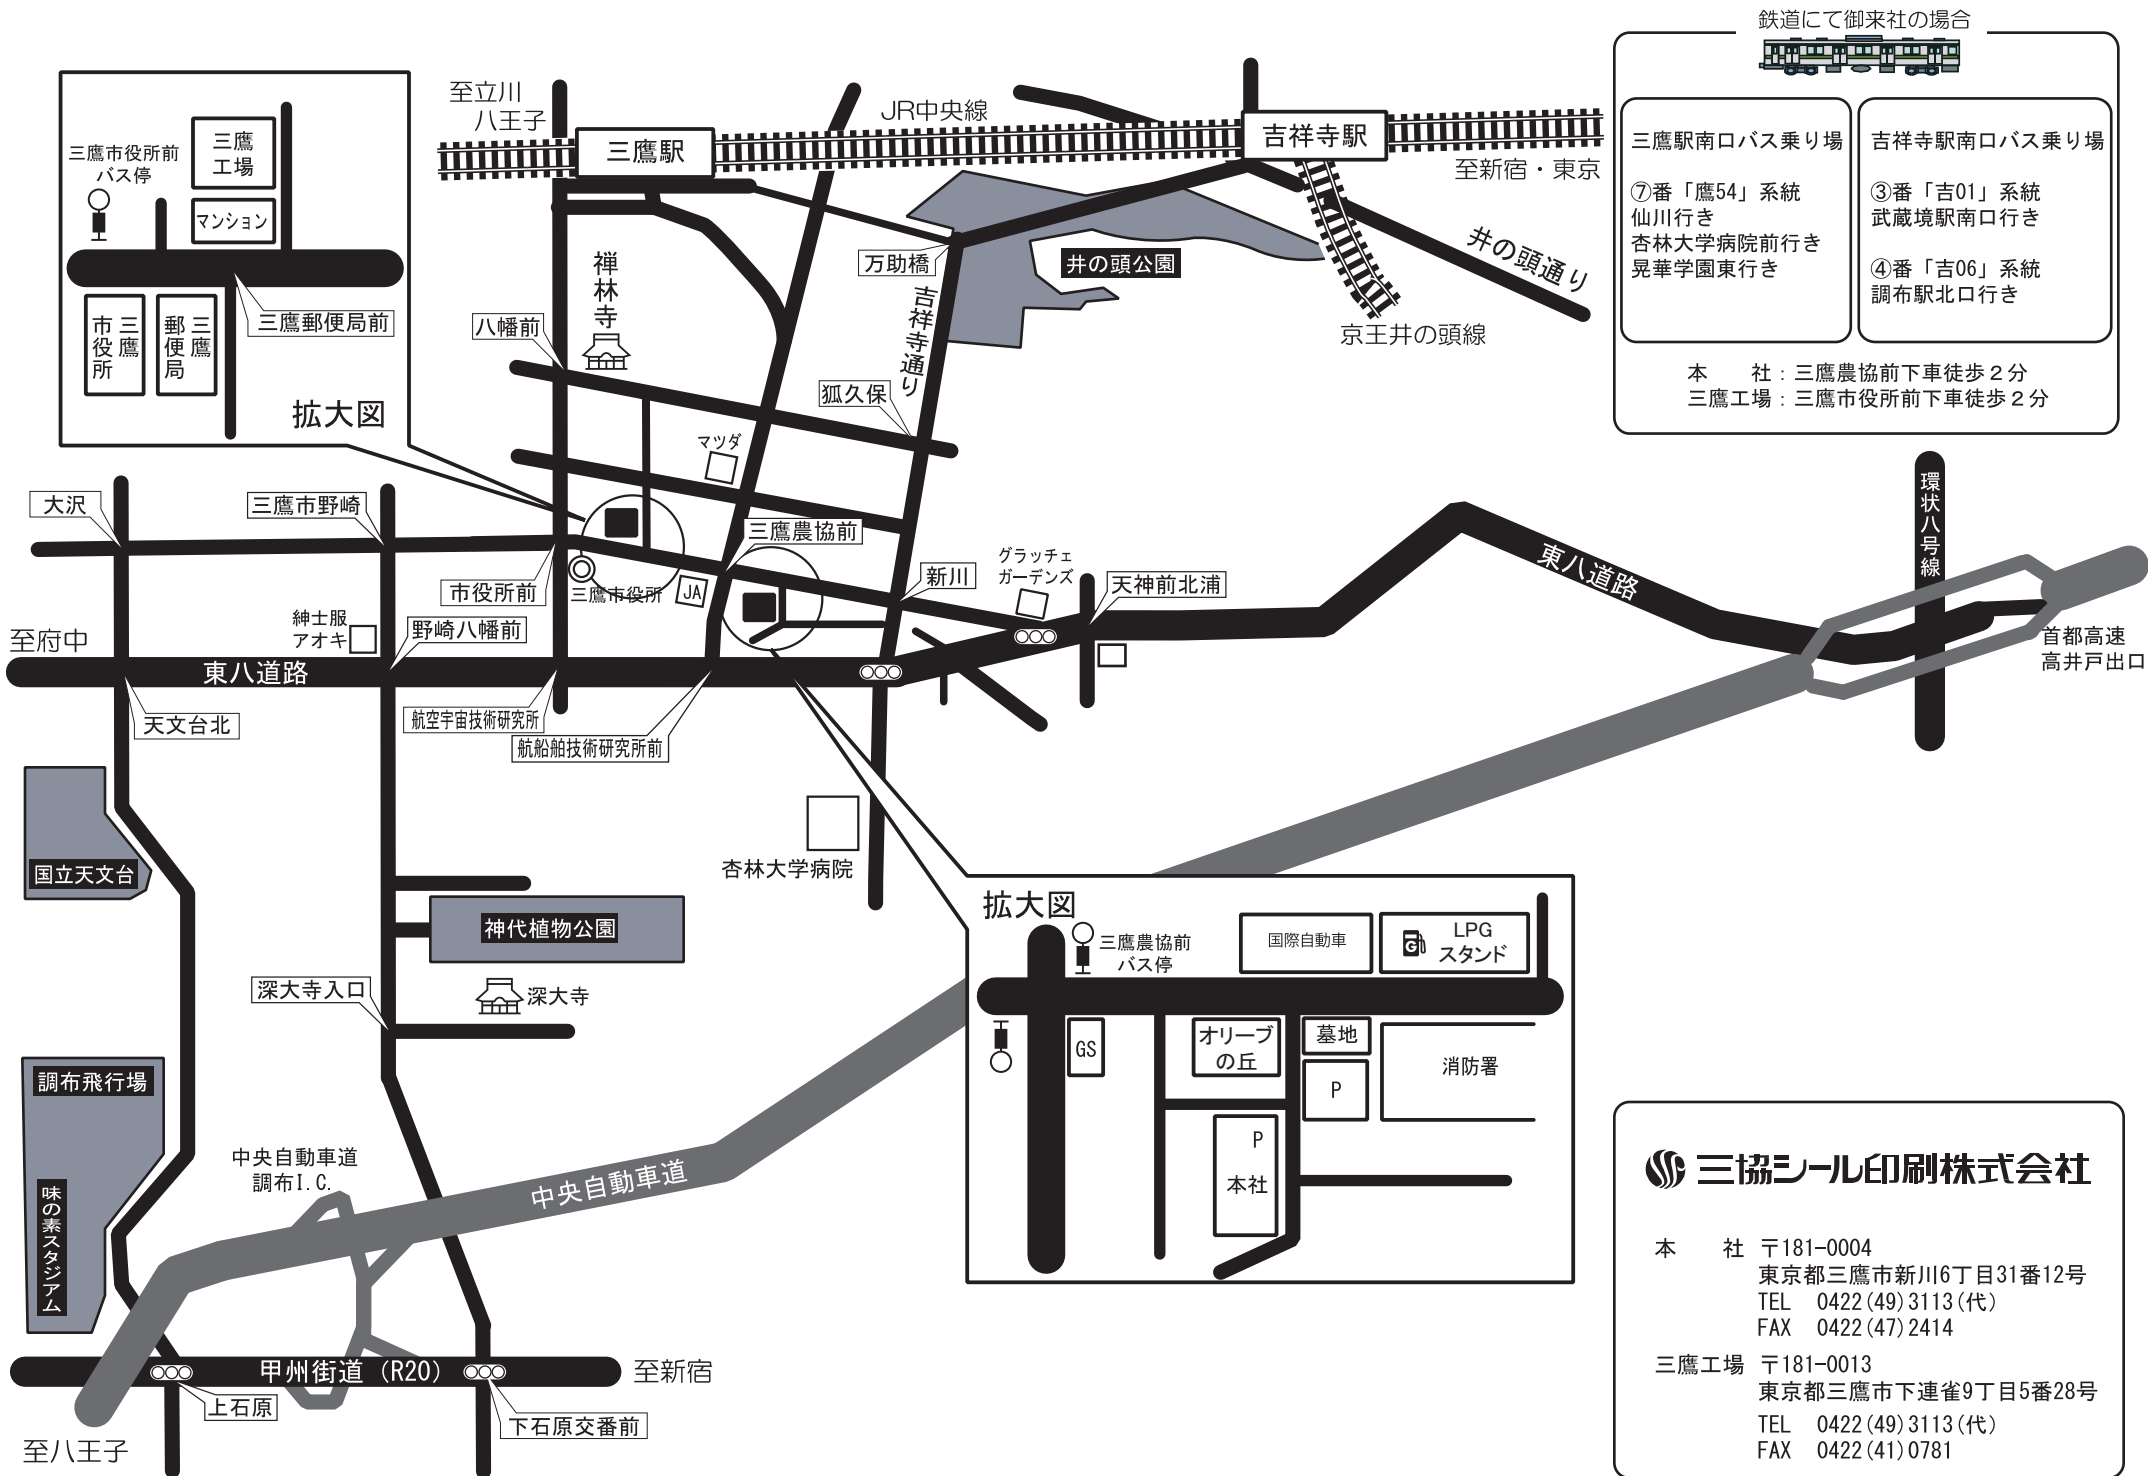 鉄道にて御来社の場合
三鷹駅南口バス乗り場
⑦番「鷹54」系統
仙川行き
杏林大学病院前行き
晃華学園東行き
吉祥寺駅南口バス乗り場
③番「吉01」系統
武蔵境駅南口行き
④番「吉06」系統
調布駅北口行き
本　社：三鷹農協前下車徒歩２分
三鷹工場：三鷹市役所前下車徒歩２分
三鷹市役所前
バス停
三鷹
工場
マンション
三鷹
市役所
三鷹
郵便局
三鷹郵便局前
拡大図
至立川
八王子
三鷹駅
JR中央線
吉祥寺駅
至新宿・東京
井の頭通り
京王井の頭線
井の頭公園
万助橋
吉祥寺通り
禅林寺
八幡前
狐久保
マツダ
大沢
三鷹市野崎
市役所前
三鷹市役所
JA
三鷹農協前
新川
グラッチェ
ガーデンズ
天神前北浦
東八道路
環状八号線
首都高速
高井戸出口
至府中
紳士服
アオキ
野崎八幡前
東八道路
天文台北
航空宇宙技術研究所
航船舶技術研究所前
国立天文台
杏林大学病院
神代植物公園
深大寺入口
深大寺
調布飛行場
味の素スタジアム
中央自動車道
調布I.C.
中央自動車道
甲州街道（R20）
至新宿
上石原
下石原交番前
至八王子
拡大図
三鷹農協前
バス停
国際自動車
LPG
スタンド
G
GS
オリーブ
の丘
墓地
P
消防署
P
本社
三協シール印刷株式会社
本　社 〒181-0004
東京都三鷹市新川6丁目31番12号
TEL 0422(49)3113(代)
FAX 0422(47)2414
三鷹工場 〒181-0013
東京都三鷹市下連雀9丁目5番28号
TEL 0422(49)3113(代)
FAX 0422(41)0781